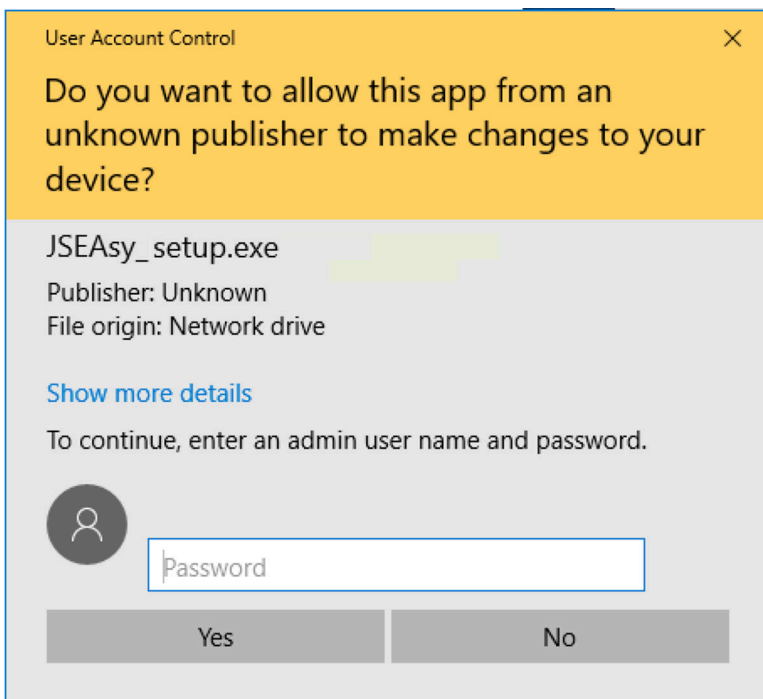 User Account Control
Do you want to allow this app from an
unknown publisher to make changes to your
device?
JSEAsy_ setup.exe
Publisher: Unknown
File origin: Network drive
Show more details
To continue, enter an admin user name and password.
Password
Yes
No